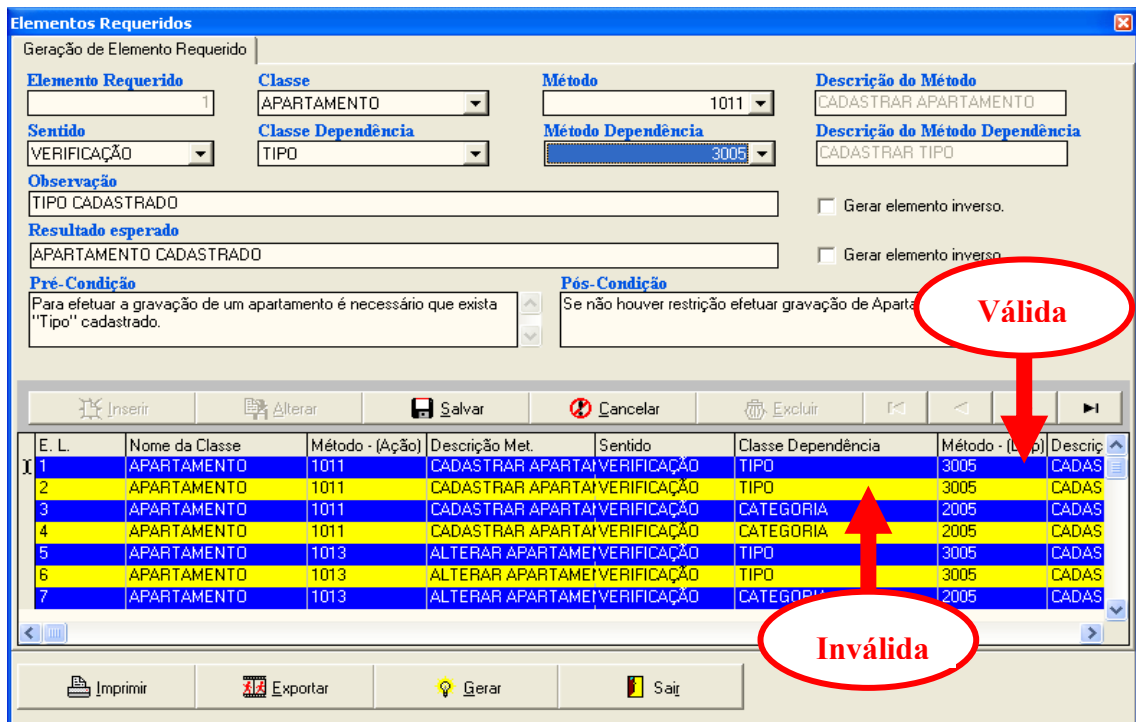 Elementos Requeridos
Geração de Elemento Requerido
Elemento Requerido Classe Método Descrição do Método
1 APARTAMENTO 1011 CADASTRAR APARTAMENTO
Sentido Classe Dependência Método Dependência Descrição do Método Dependência
VERIFICAÇÃO TIPO 3005 CADASTRAR TIPO
Observação
TIPO CADASTRADO Gerar elemento inverso.
Resultado esperado
APARTAMENTO CADASTRADO Gerar elemento inverso.
Pré-Condição Pós-Condição
Para efetuar a gravação de um apartamento é necessário que exista Se não houver restrição efetuar gravação de Aparta
"Tipo" cadastrado.
Válida
Inserir Alterar Salvar Cancelar Excluir
E. L. Nome da Classe Método - (Ação) Descrição Met. Sentido Classe Dependência Método - (D o) Descriç
1 APARTAMENTO 1011 CADASTRAR APARTA VERIFICAÇÃO TIPO 3005 CADAS
2 APARTAMENTO 1011 CADASTRAR APARTA VERIFICAÇÃO TIPO 3005 CADAS
3 APARTAMENTO 1011 CADASTRAR APARTA VERIFICAÇÃO CATEGORIA 2005 CADAS
4 APARTAMENTO 1011 CADASTRAR APARTA VERIFICAÇÃO CATEGORIA 2005 CADAS
5 APARTAMENTO 1013 ALTERAR APARTAME VERIFICAÇÃO TIPO 3005 CADAS
6 APARTAMENTO 1013 ALTERAR APARTAME VERIFICAÇÃO TIPO 3005 CADAS
7 APARTAMENTO 1013 ALTERAR APARTAME VERIFICAÇÃO CATEGORIA 2005 CADAS
Inválida
Imprimir Exportar Gerar Sair